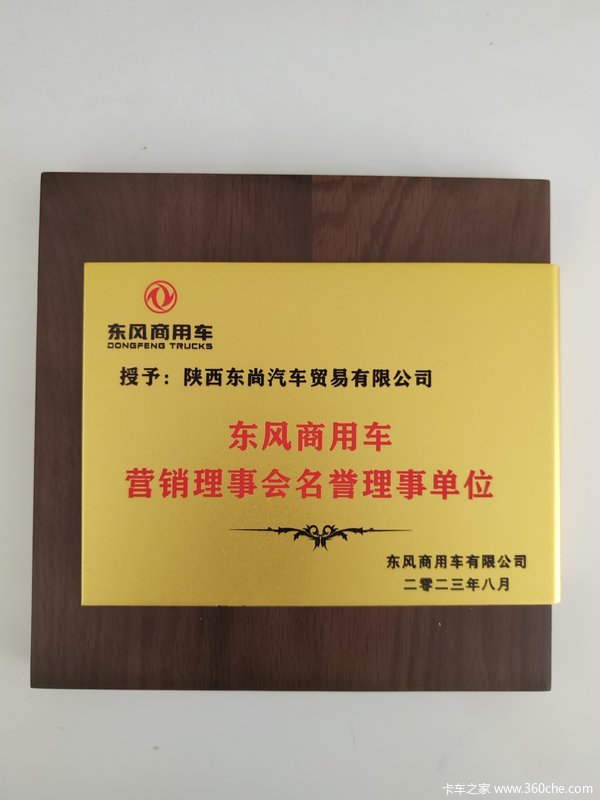 东风商用车
DONGFENG TRUCKS
授予：陕西东尚汽车贸易有限公司
东风商用车
营销理事会名誉理事单位
东风商用车有限公司
二零二三年八月
卡车之家 www.360che.com